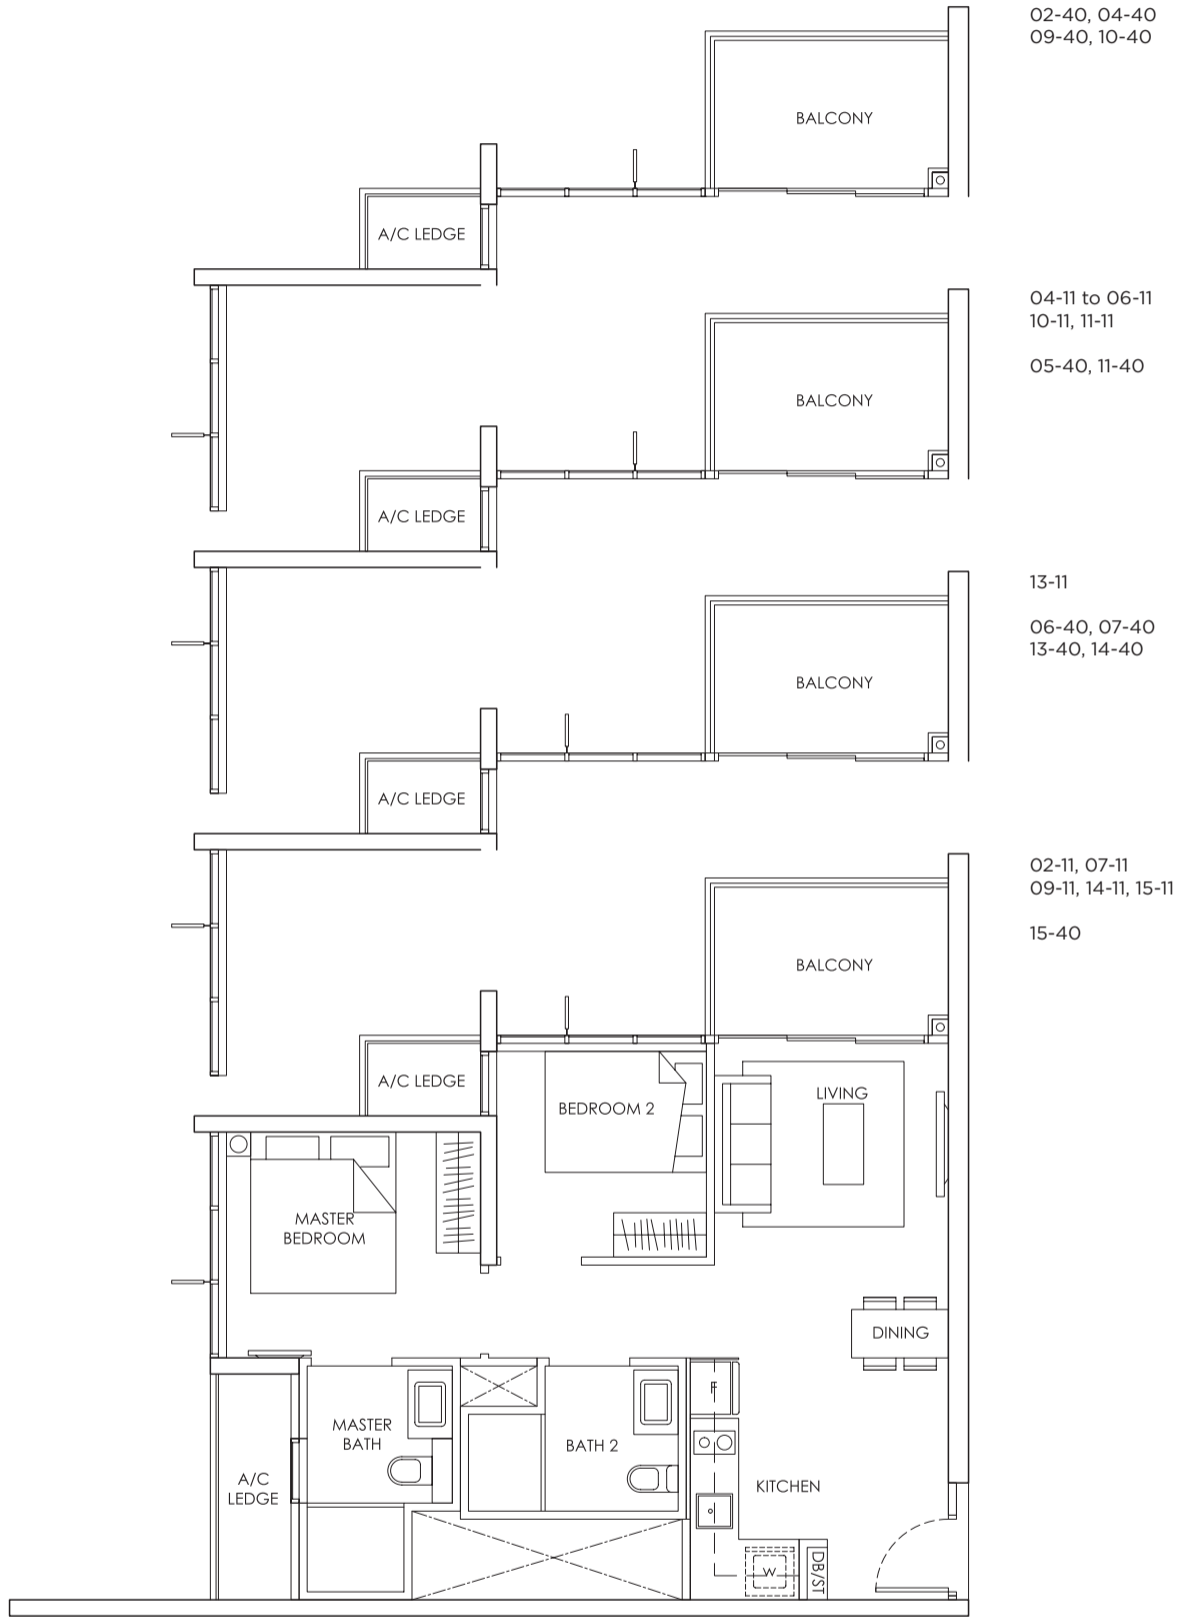 02-40, 04-40
09-40, 10-40
BALCONY
A/C LEDGE
04-11 to 06-11
10-11, 11-11
05-40, 11-40
BALCONY
A/C LEDGE
13-11
06-40, 07-40
13-40, 14-40
BALCONY
A/C LEDGE
02-11, 07-11
09-11, 14-11, 15-11
15-40
BALCONY
A/C LEDGE
BEDROOM 2
LIVING
MASTER
BEDROOM
DINING
F
MASTER
BATH
BATH 2
A/C
LEDGE
KITCHEN
W
DB/ST